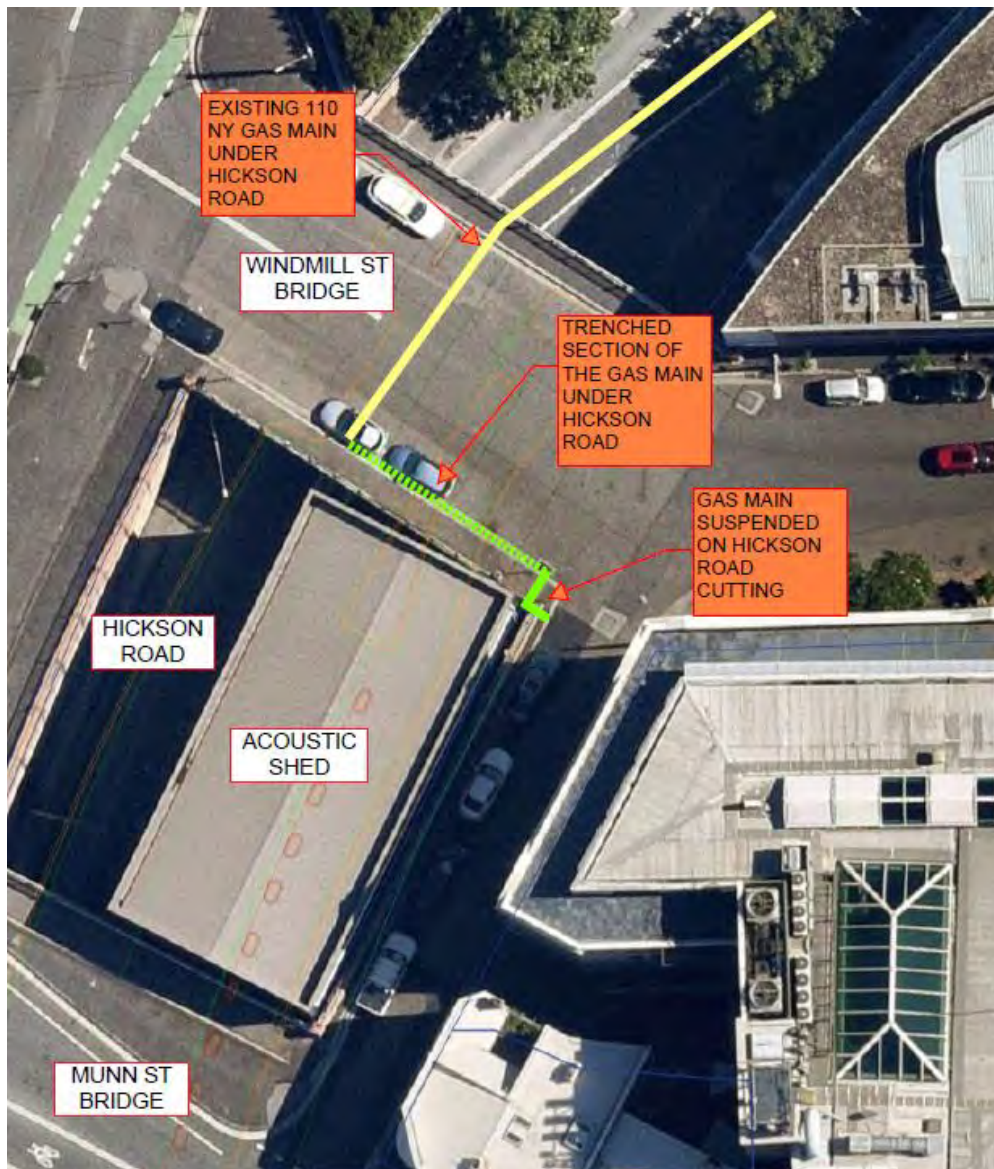 EXISTING 110
NY GAS MAIN
UNDER
HICKSON
ROAD
WINDMILL ST
BRIDGE
TRENCHED
SECTION OF
THE GAS MAIN
UNDER
HICKSON
ROAD
GAS MAIN
SUSPENDED
ON HICKSON
ROAD
CUTTING
HICKSON
ROAD
ACOUSTIC
SHED
MUNN ST
BRIDGE